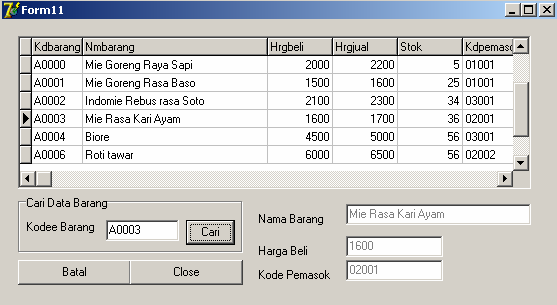 Form11
Kdbarang Nmbarang Hrgbeli Hrgjual Stok Kdpemaso
A0000 Mie Goreng Raya Sapi 2000 2200 5 01001
A0001 Mie Goreng Rasa Baso 1500 1600 25 01001
A0002 Indomie Rebus rasa Soto 2100 2300 34 03001
A0003 Mie Rasa Kari Ayam 1600 1700 36 02001
A0004 Biore 4500 5000 56 03001
A0006 Roti tawar 6000 6500 56 02002
Cari Data Barang
Kodee Barang A0003 Cari
Batal Close
Nama Barang Mie Rasa Kari Ayam
Harga Beli 1600
Kode Pemasok 02001